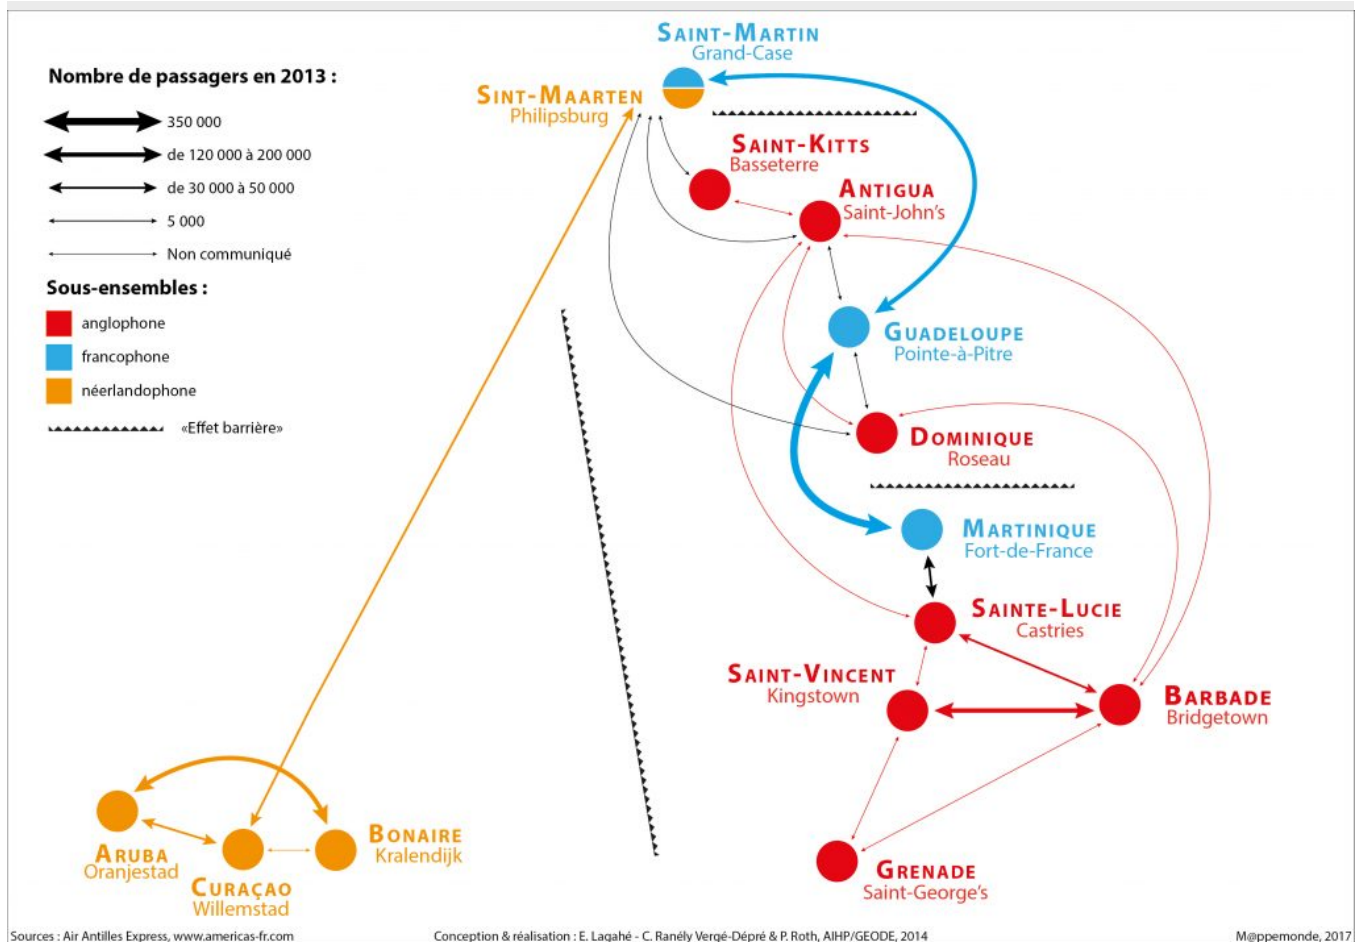 Nombre de passagers en 2013 :
350 000
de 120 000 à 200 000
de 30 000 à 50 000
5 000
Non communiqué
Sous-ensembles :
anglophone
francophone
néerlandophone
«Effet barrière»
SAINT-MARTIN
Grand-Case
SINT-MAARTEN
Philipsburg
SAINT-KITTS
Basseterre
ANTIGUA
Saint-John's
GUADELOUPE
Pointe-à-Pitre
DOMINIQUE
Roseau
MARTINIQUE
Fort-de-France
SAINTE-LUCIE
Castries
SAINT-VINCENT
Kingstown
BARBADE
Bridgetown
GRENADE
Saint-George's
ARUBA
Oranjestad
CURAÇAO
Willemstad
BONAIRE
Kralendijk
Sources : Air Antilles Express, www.americas-fr.com
Conception & réalisation : E. Lagahé - C. Ranély Vergé-Dépré & P. Roth, AIHP/GEODE, 2014
M@ppemonde, 2017